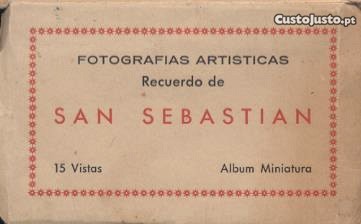 CustoJusto.pt
FOTOGRAFIAS ARTISTICAS
Recuerdo de
SAN SEBASTIAN
15 Vistas Album Miniatura